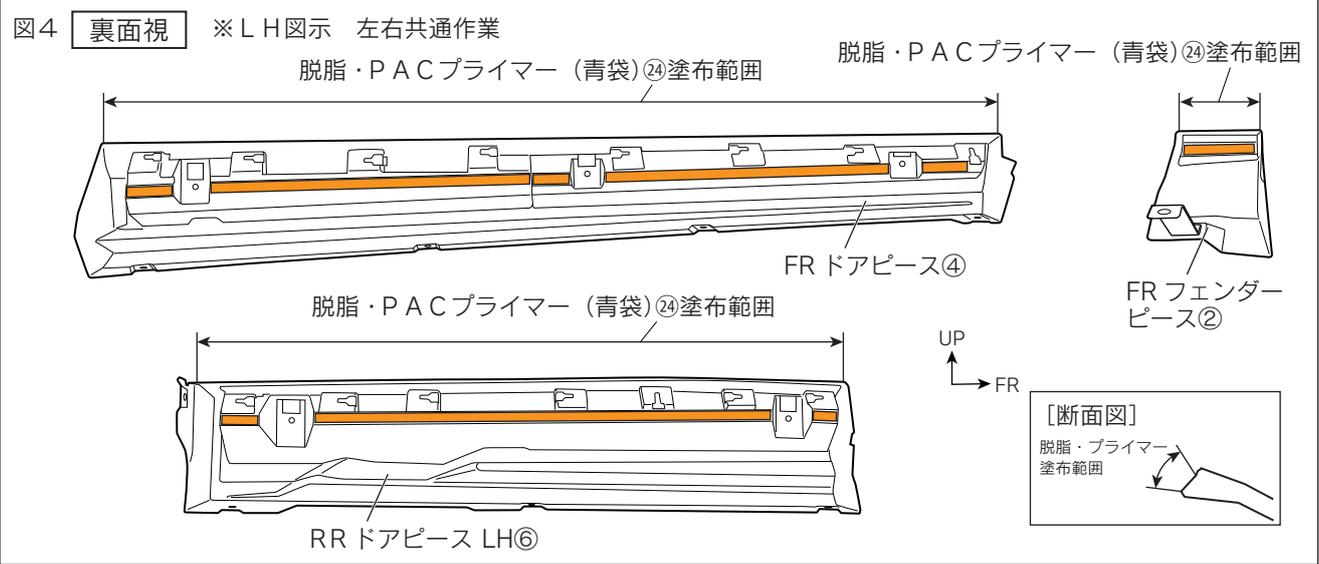 図4 裏面視 ※ＬＨ図示 左右共通作業
脱脂・ＰＡＣプライマー（青袋）㉔塗布範囲
脱脂・ＰＡＣプライマー（青袋）㉔塗布範囲
FR ドアピース④
FR フェンダー
ピース②
脱脂・ＰＡＣプライマー（青袋）㉔塗布範囲
UP
FR
［断面図］
脱脂・プライマー
塗布範囲
RR ドアピース LH⑥